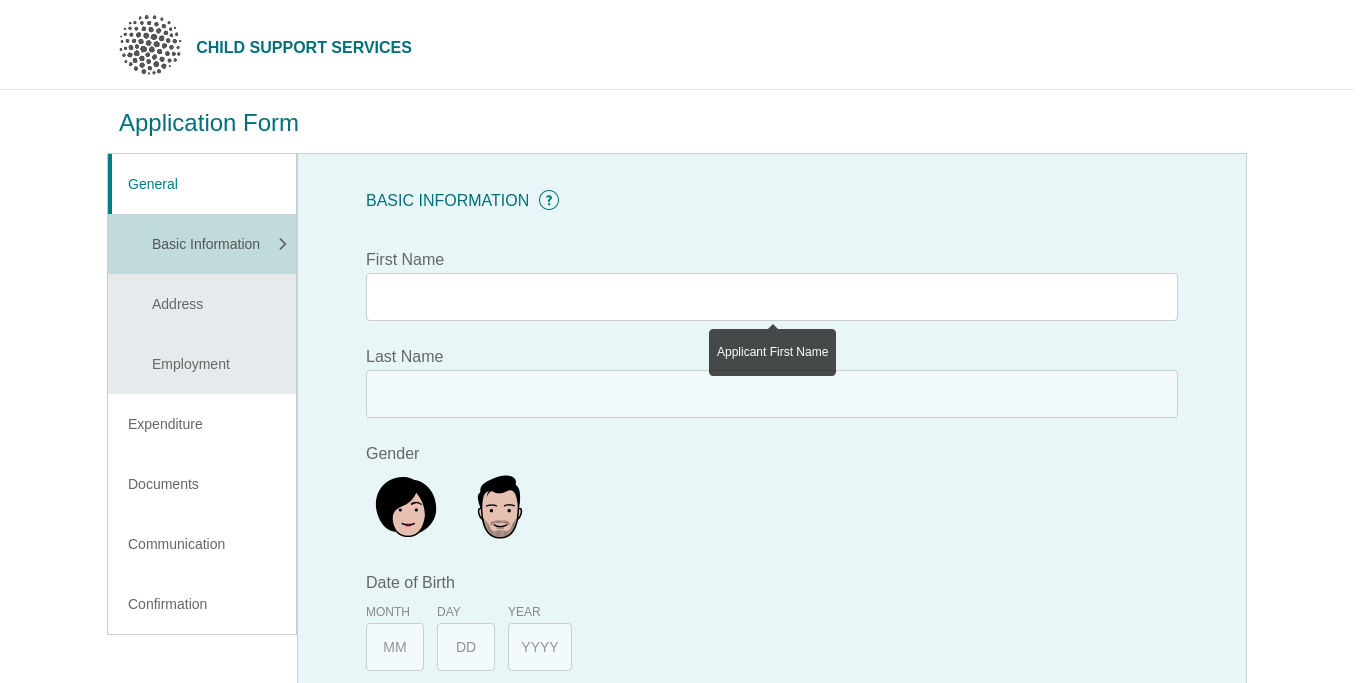 CHILD SUPPORT SERVICES
Application Form
General
Basic Information
Address
Employment
Expenditure
Documents
Communication
Confirmation
BASIC INFORMATION ?
First Name
Applicant First Name
Last Name
Gender
Date of Birth
MONTH DAY YEAR
MM DD YYYY